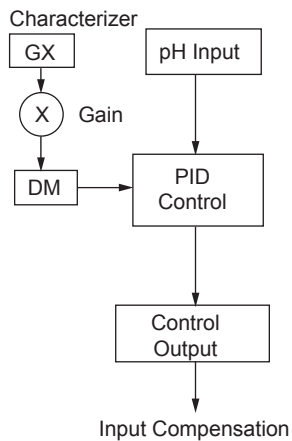 Characterizer
GX
pH Input
X
Gain
DM
PID
Control
Control
Output
Input Compensation